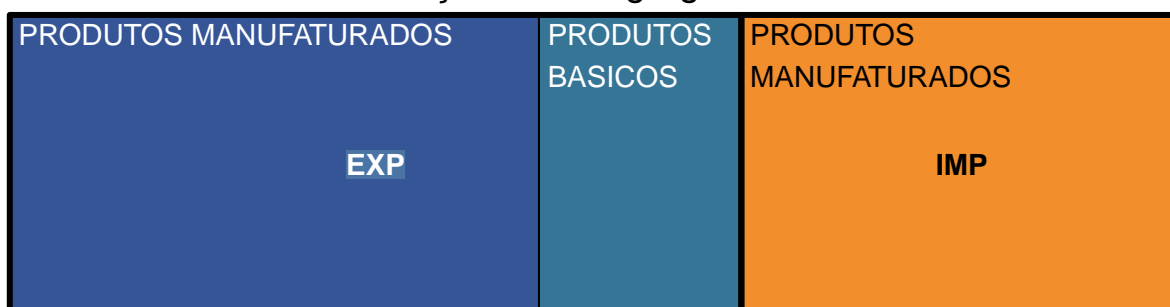 PRODUTOS MANUFATURADOS
EXP
PRODUTOS
BASICOS
PRODUTOS
MANUFATURADOS
IMP